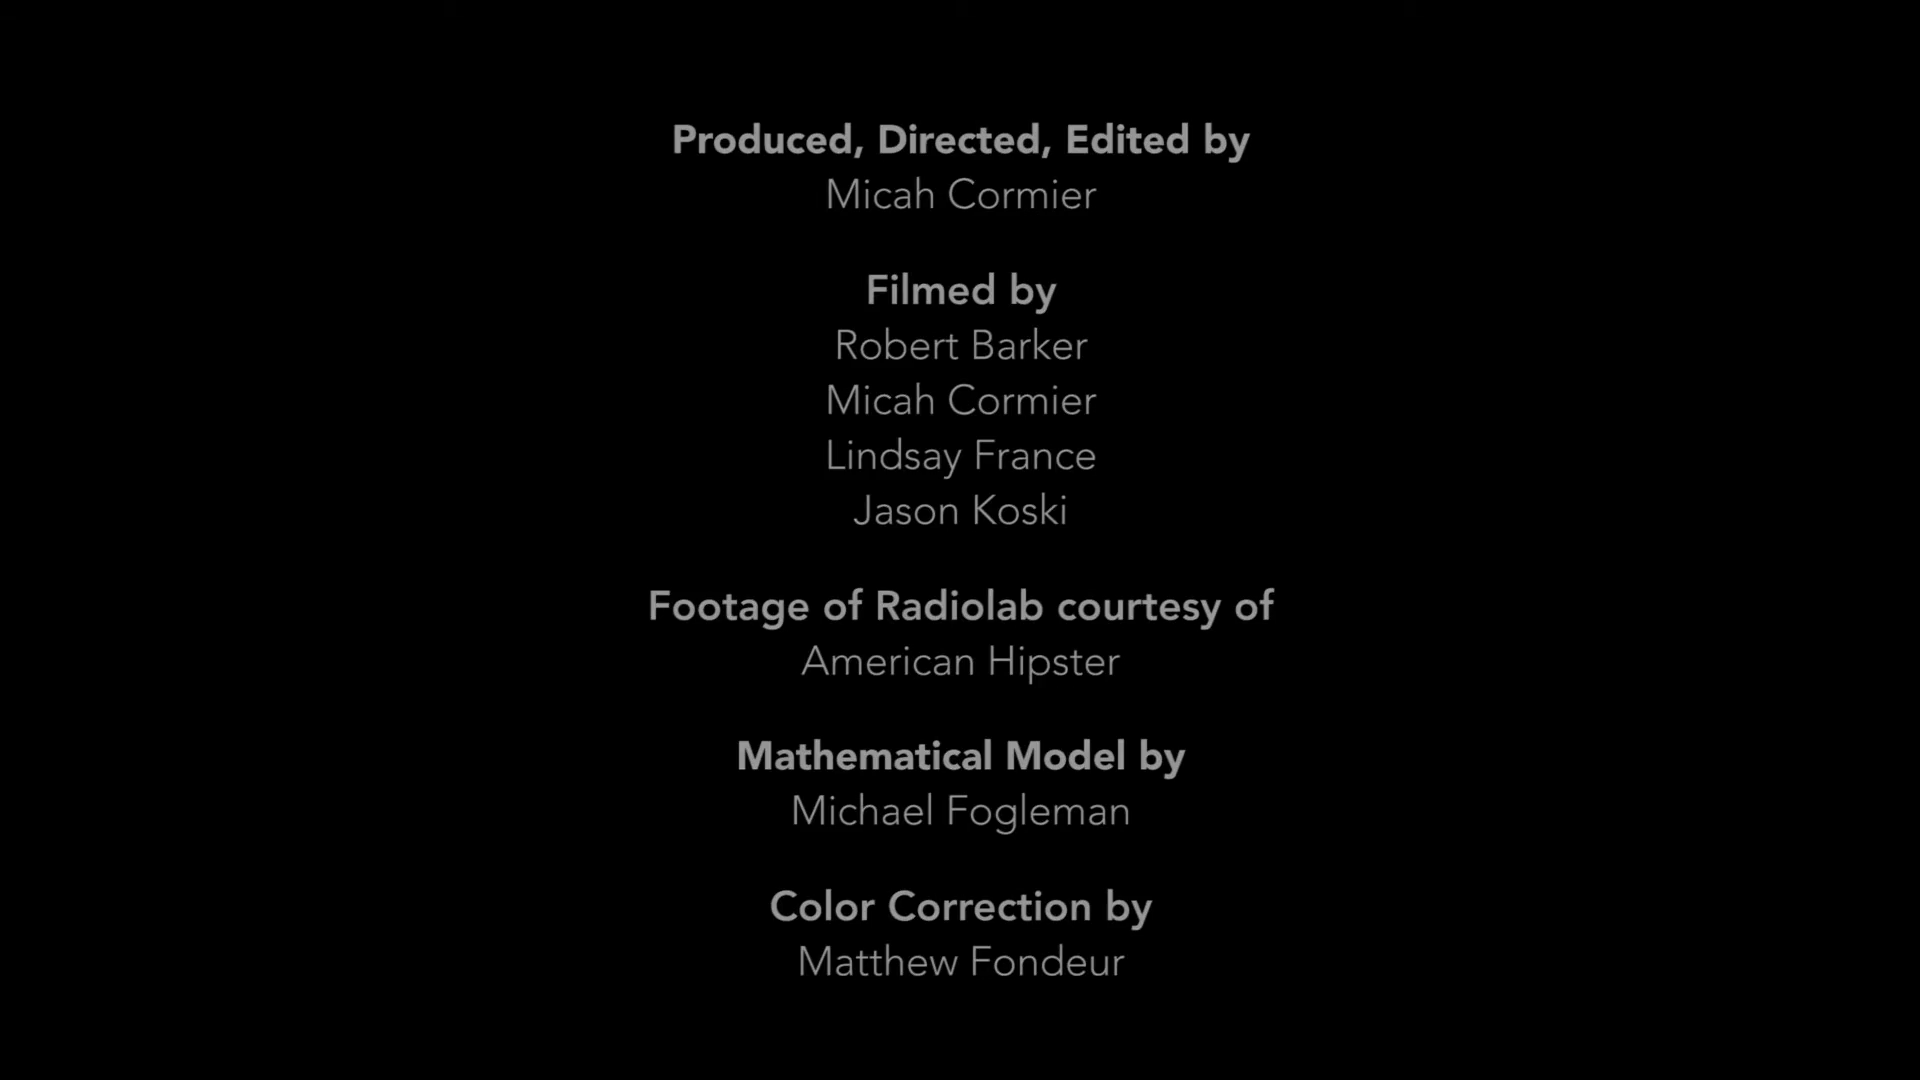 Produced, Directed, Edited by
Micah Cormier
Filmed by
Robert Barker
Micah Cormier
Lindsay France
Jason Koski
Footage of Radiolab courtesy of
American Hipster
Mathematical Model by
Michael Fogleman
Color Correction by
Matthew Fondeur